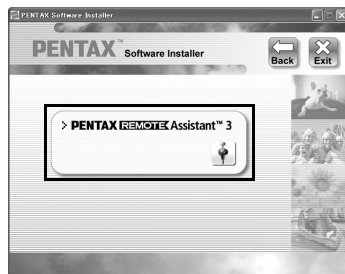 PENTAX Software Installer
PENTAX™ Software Installer
Back
Exit
> PENTAX REMOTE Assistant™ 3